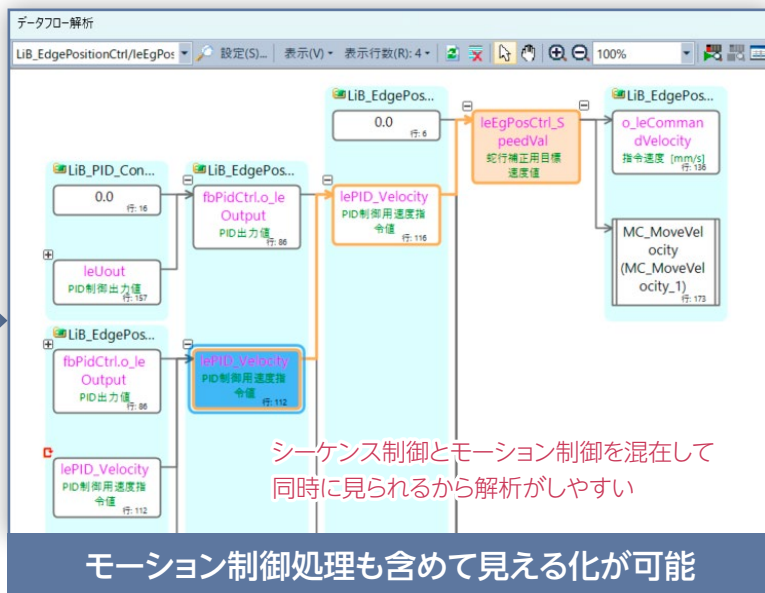 データフロー解析
LiB_EdgePositionCtrl/leEgPos
設定(S)...
表示(V)
表示行数(R): 4
100%
LiB_EdgePos...
0.0
行: 6
leEgPosCtrl_S
peedVal
蛇行補正用目標
速度値
LiB_EdgePos...
o_leComman
dVelocity
指令速度 [mm/s]
行: 136
MC_MoveVel
ocity
(MC_MoveVel
ocity_1)
行: 173
LiB_PID_Con...
0.0
行: 16
leUout
PID制御出力値
行: 157
LiB_EdgePos...
fbPidCtrl.o_le
Output
PID出力値
行: 86
lePID_Velocity
PID制御用速度指
令値
行: 116
LiB_EdgePos...
fbPidCtrl.o_le
Output
PID出力値
行: 86
lePID_Velocity
PID制御用速度指
令値
行: 112
lePID_Velocity
PID制御用速度指
令値
行: 112
シーケンス制御とモーション制御を混在して
同時に見られるから解析がしやすい
モーション制御処理も含めて見える化が可能